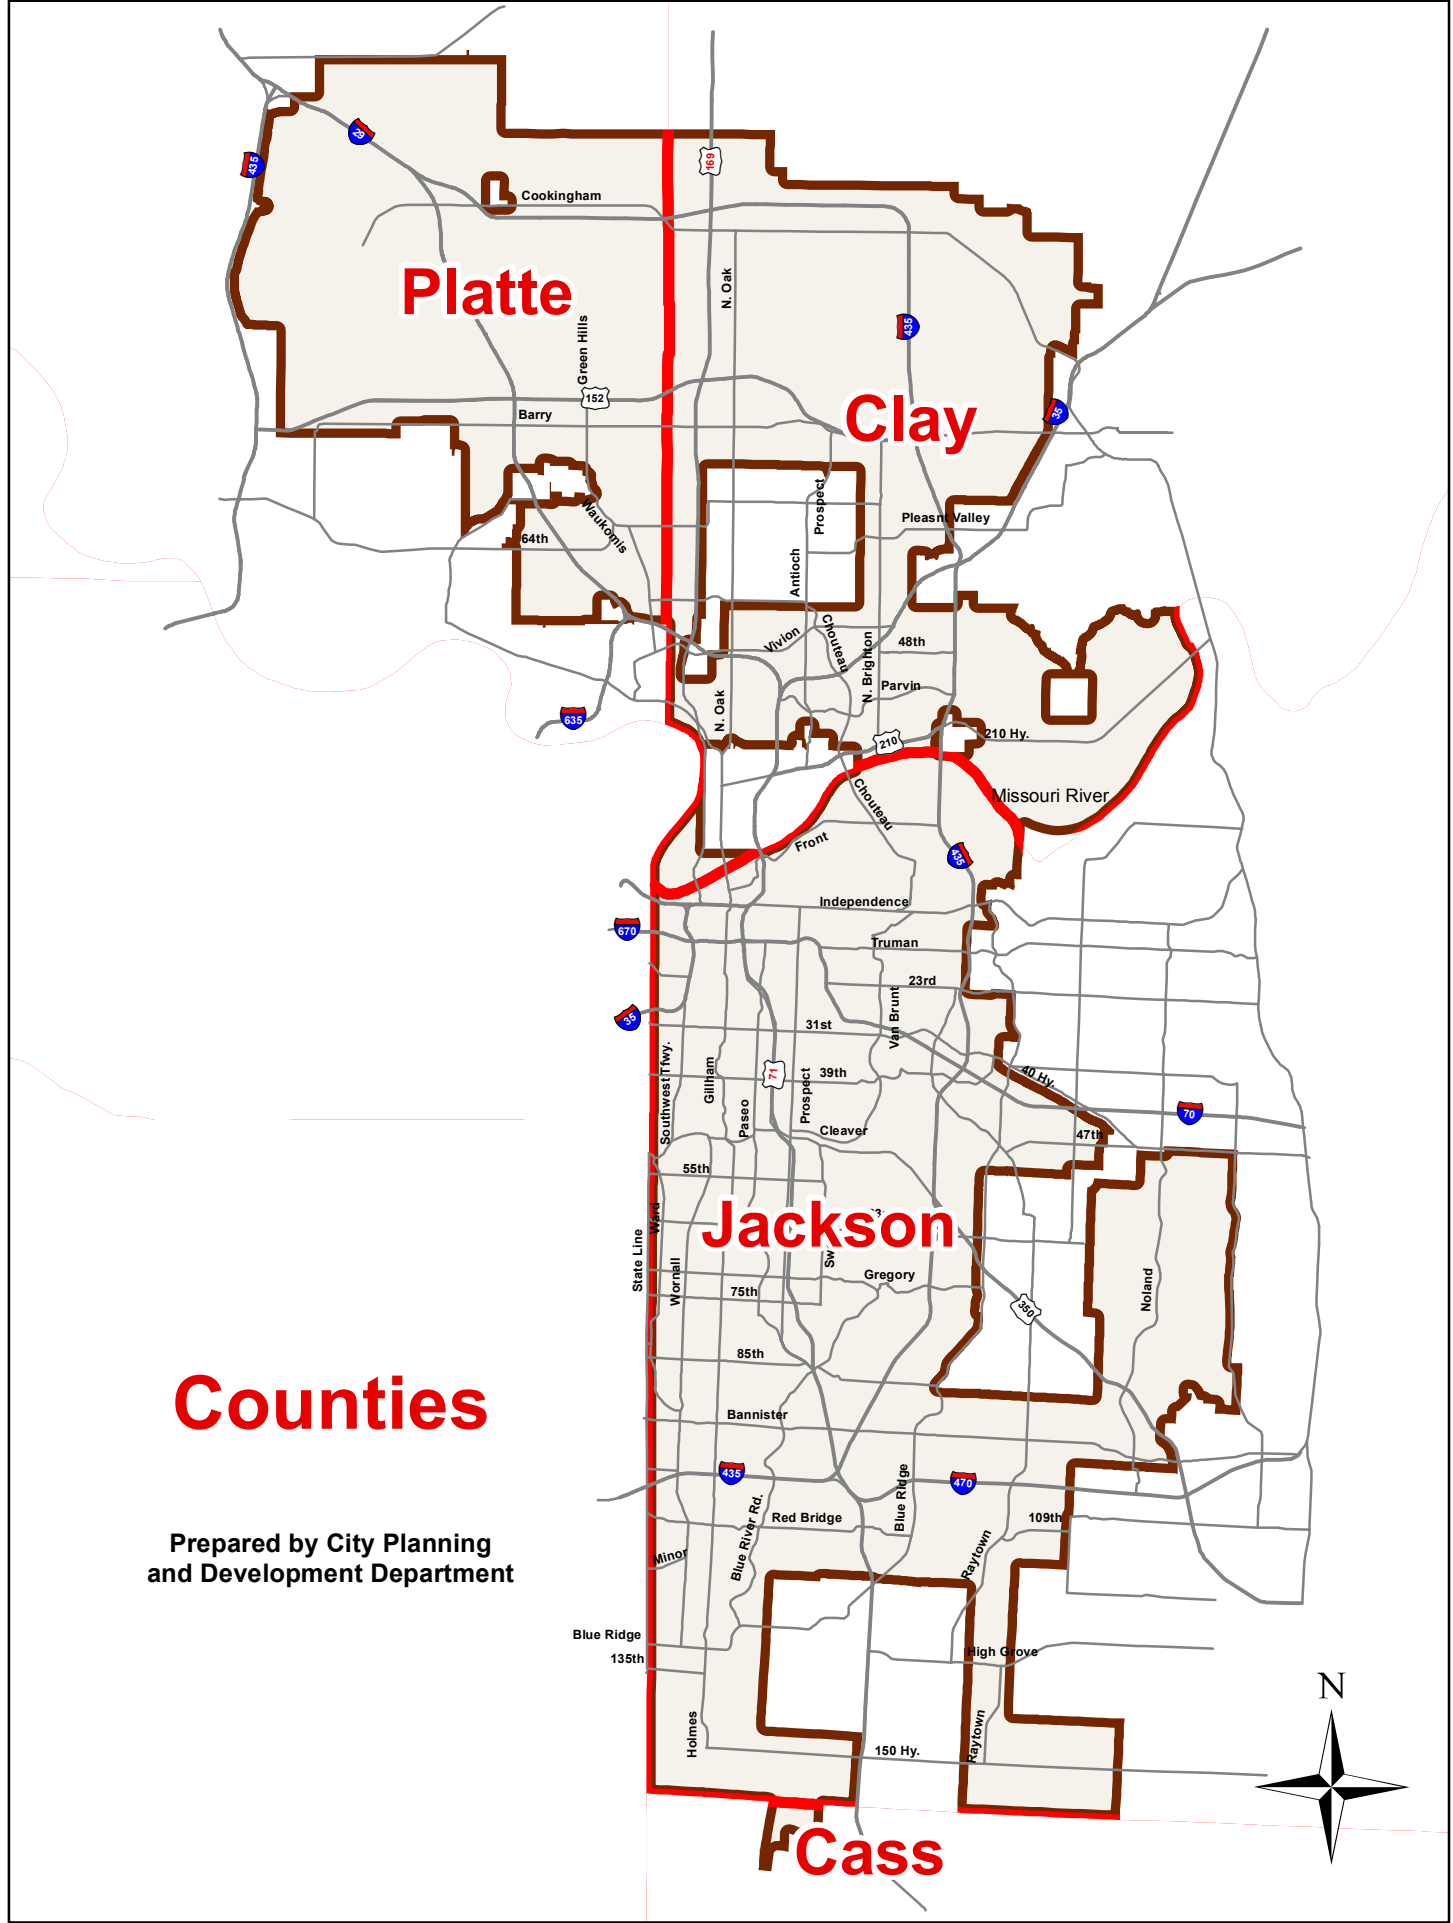 29
435
169
Cookingham
Platte
N. Oak
Green Hills
435
152
Barry
Clay
35
Prospect
Pleasnt Valley
Waukomis
64th
Antioch
Vivion
Chouteau
N. Brighton
48th
Parvin
N. Oak
635
210
210 Hy.
Missouri River
Chouteau
Front
435
Independence
670
Truman
23rd
35
31st
Van Brunt
Southwest Tfwy.
Gillham
71
39th
Prospect
40 Hy.
Paseo
70
Cleaver
47th
55th
Ward
Jackson
State Line
Wornall
Gregory
75th
Noland
350
85th
Counties
Bannister
435
470
Blue Ridge
Red Bridge
109th
Blue River Rd.
Prepared by City Planning
and Development Department
Minor
Raytown
Blue Ridge
135th
High Grove
N
Holmes
Raytown
150 Hy.
Cass